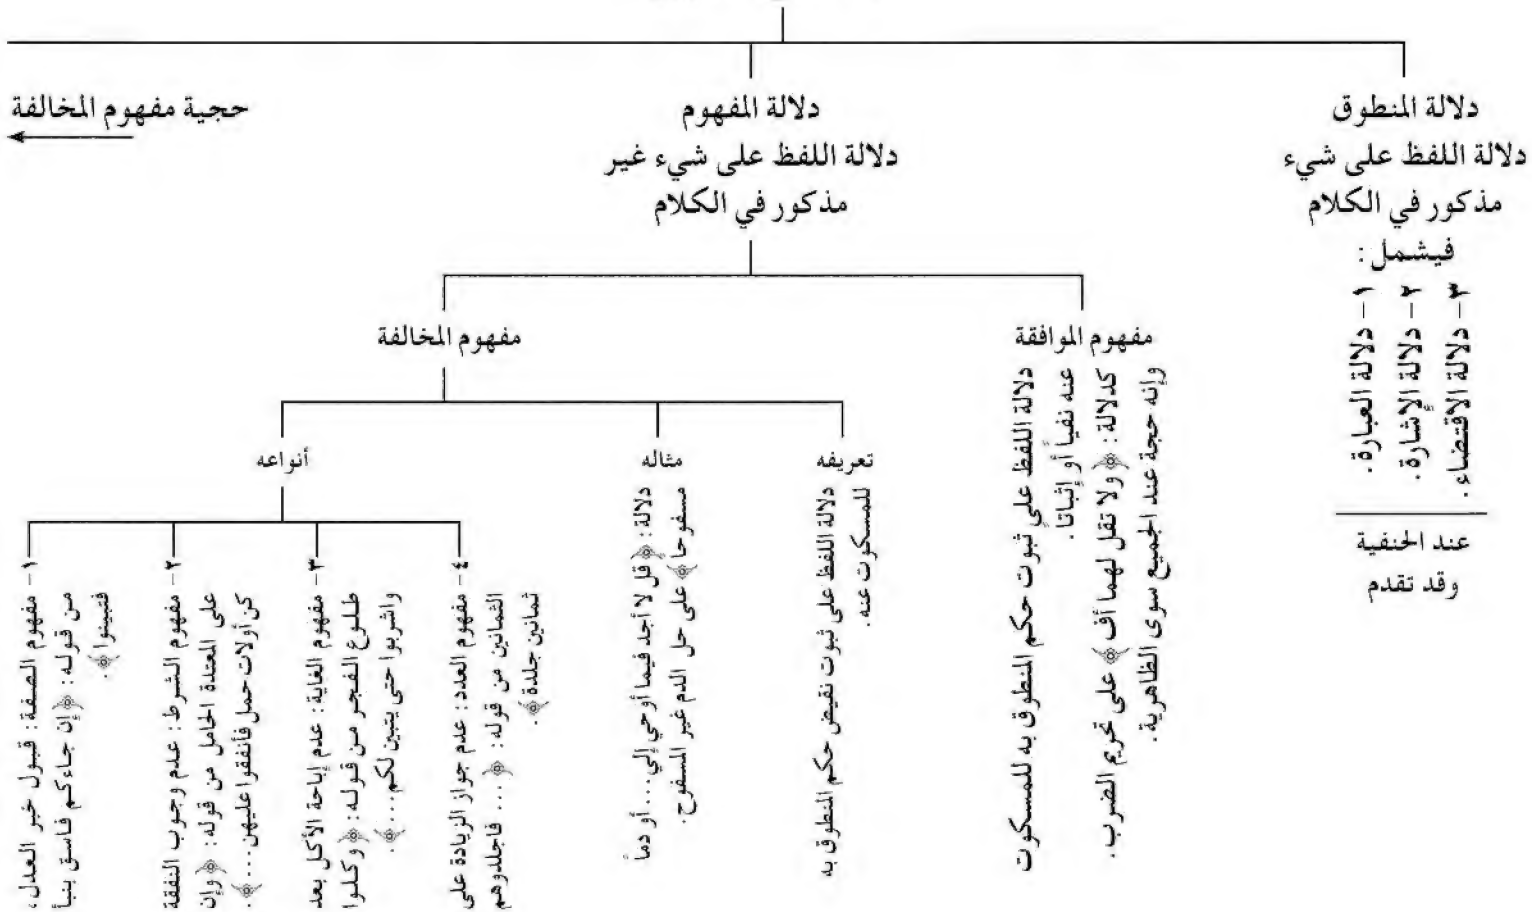 دلالة المنطوق
دلالة اللفظ على شيء
مذكور في الكلام
فيشمل :
١ – دلالة العبارة .
٢ – دلالة الإشارة .
٣ – دلالة الاقتضاء .
عند الحنفية
وقد تقدم
دلالة المفهوم
دلالة اللفظ على شيء غير
مذكور في الكلام
مفهوم الموافقة
دلالة اللفظ على ثبوت حكم المنطوق به للمسكوت
عنه نفياً أو إثباتا .
كدلالة : ﴿ ولا تقل لهما أف ﴾ على تحريم الضرب .
وإنه حجة عند الجميع سوى الظاهرية .
مفهوم المخالفة
تعريفه
دلالة اللفظ على ثبوت نقيض حكم المنطوق به
للمسكوت عنه .
مثاله
دلالة : ﴿ قل لا أجد فيما أوحي إلي . . . أو دماً
مسفوحا ﴾ على حل الدم غير المسفوح .
أنواعه
١ – مفهوم الصفة : قبول خبر العدل ،
من قوله : ﴿ إن جاءكم فاسق بنبأ
فتبينوا ﴾ .
٢ – مفهوم الشرط : عدم وجوب النفقة
على المعتدة الحامل من قوله : ﴿ وإن
كن أولات حمل فأنفقوا عليهن . . . ﴾ .
٣ – مفهوم الغاية : عدم إباحة الأكل بعد
طلوع الفجر من قوله : ﴿ وكلوا
واشربوا حتى يتبين لكم . . . ﴾ .
٤ – مفهوم العدد : عدم جواز الزيادة على
الثمانين من قوله : ﴿ . . . فاجلدوهم
ثمانين جلدة ﴾ .
حجية مفهوم المخالفة